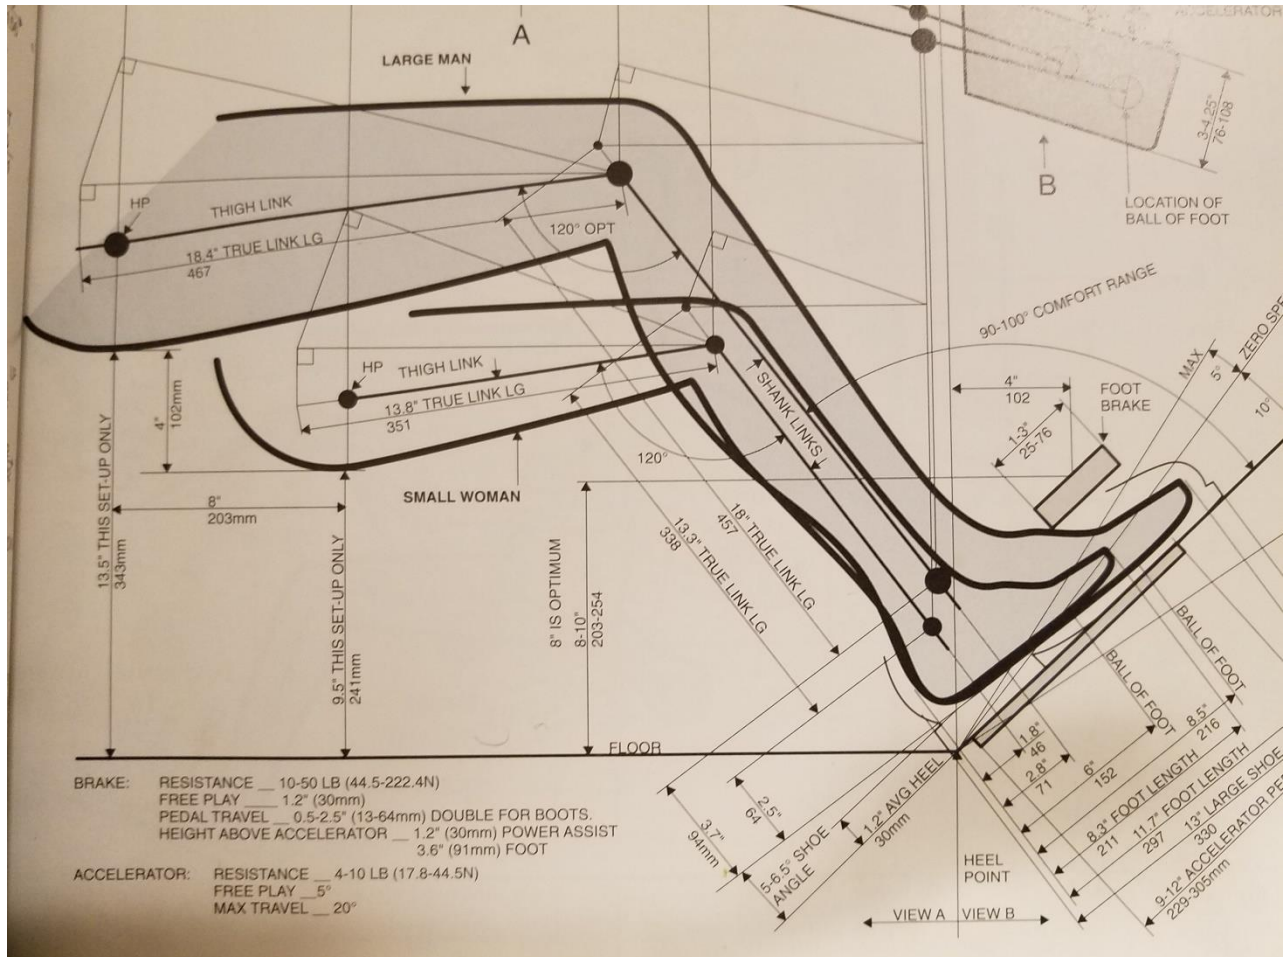 ACCELERATOR
A
LARGE MAN
3-4.25"
76-108
B
LOCATION OF
BALL OF FOOT
HP
THIGH LINK
18.4" TRUE LINK LG
467
120° OPT
90-100° COMFORT RANGE
MAX
5°
10°
4"
102
FOOT
BRAKE
1-3"
25-76
HP
THIGH LINK
13.8" TRUE LINK LG
351
SHANK LINKS
120°
4"
102mm
SMALL WOMAN
8"
203mm
13.5" THIS SET-UP ONLY
343mm
9.5" THIS SET-UP ONLY
241mm
8" IS OPTIMUM
8-10"
203-254
18" TRUE LINK LG
457
13.3" TRUE LINK LG
338
BALL OF FOOT
BALL OF FOOT
FLOOR
1.8"
46
2.8"
71
6"
152
8.5"
216
8.3" FOOT LENGTH
211
11.7" FOOT LENGTH
297
13" LARGE SHOE
330
9-12" ACCELERATOR
229-305mm
2.5"
64
3.7"
94mm
5-6.5° SHOE
ANGLE
1.2" AVG HEEL
30mm
HEEL
POINT
VIEW A
VIEW B
BRAKE: RESISTANCE __ 10-50 LB (44.5-222.4N)
FREE PLAY ____ 1.2" (30mm)
PEDAL TRAVEL __ 0.5-2.5" (13-64mm) DOUBLE FOR BOOTS.
HEIGHT ABOVE ACCELERATOR __ 1.2" (30mm) POWER ASSIST
3.6" (91mm) FOOT
ACCELERATOR: RESISTANCE __ 4-10 LB (17.8-44.5N)
FREE PLAY __5°
MAX TRAVEL __ 20°